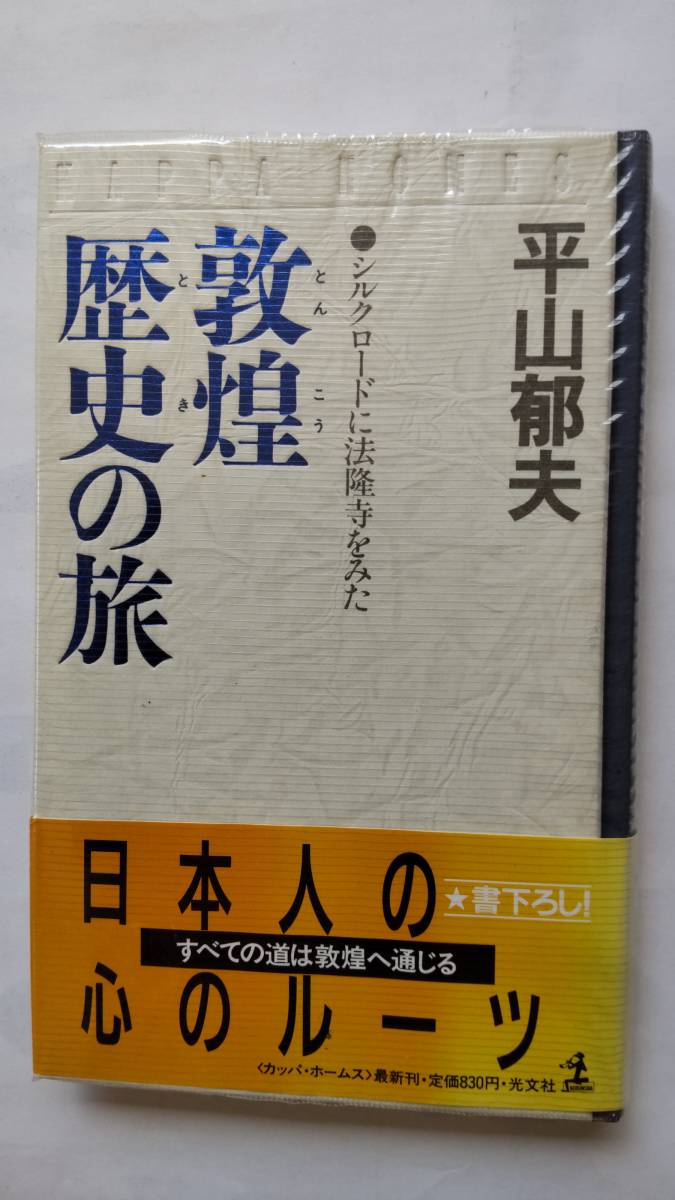 KAPPA HOMES
平山郁夫
●シルクロードに法隆寺をみた
敦煌
とんこう
歴史の旅
とき
日本人の
★書下ろし!
すべての道は敦煌へ通じる
心のルーツ
〈カッパ・ホームス〉最新刊・定価830円・光文社